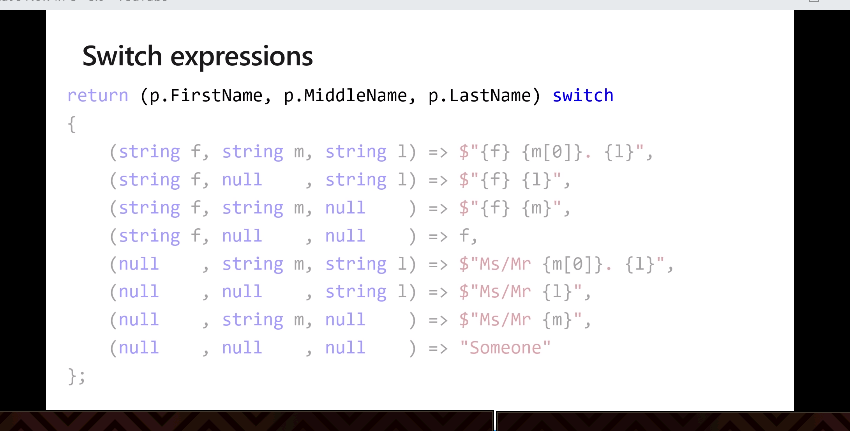 Switch expressions
return (p.FirstName, p.MiddleName, p.LastName) switch
{
    (string f, string m, string l) => $"{f} {m[0]}. {l}",
    (string f, null    , string l) => $"{f} {l}",
    (string f, string m, null    ) => $"{f} {m}",
    (string f, null    , null    ) => f,
    (null    , string m, string l) => $"Ms/Mr {m[0]}. {l}",
    (null    , null    , string l) => $"Ms/Mr {l}",
    (null    , string m, null    ) => $"Ms/Mr {m}",
    (null    , null    , null    ) => "Someone"
};